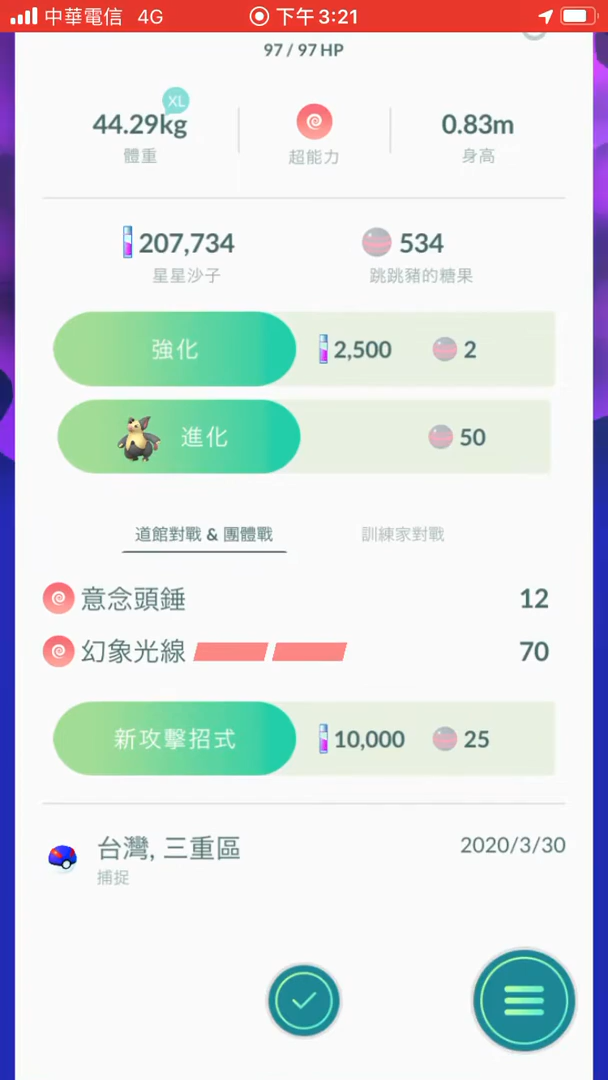 中華電信 4G 下午3:21
97 / 97 HP
XL
44.29kg 0.83m
體重 超能力 身高
207,734 534
星星沙子 跳跳豬的糖果
強化 2,500 2
進化 50
道館對戰 & 團體戰 訓練家對戰
意念頭錘 12
幻象光線 70
新攻擊招式 10,000 25
台灣, 三重區 2020/3/30
捕捉